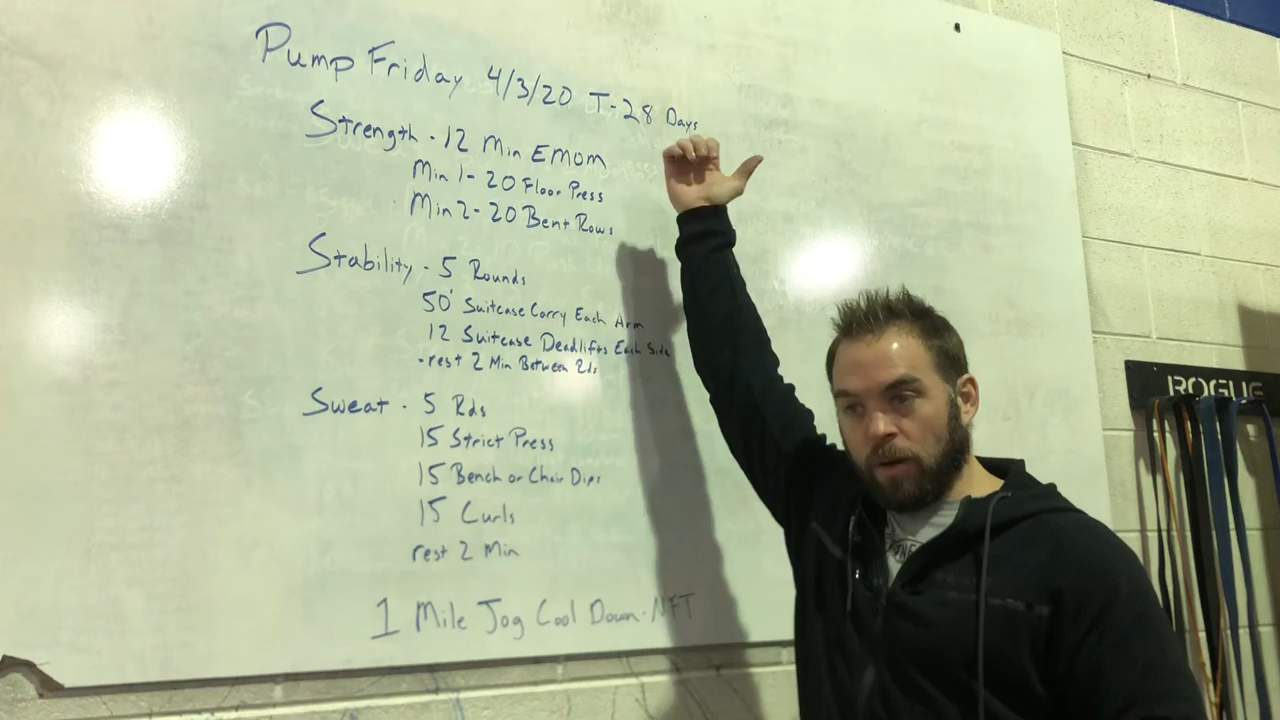 Pump Friday 4/3/20 T-28 Days
Strength - 12 Min EMOM
Min 1- 20 Floor Press
Min 2- 20 Bent Rows
Stability - 5 Rounds
50' Suitcase Carry Each Arm
12 Suitcase Deadlifts Each Side
-rest 2 Min Between Rds
Sweat - 5 Rds
15 Strict Press
15 Bench or Chair Dips
15 Curls
rest 2 Min
1 Mile Jog Cool Down - NFT
ROGUE